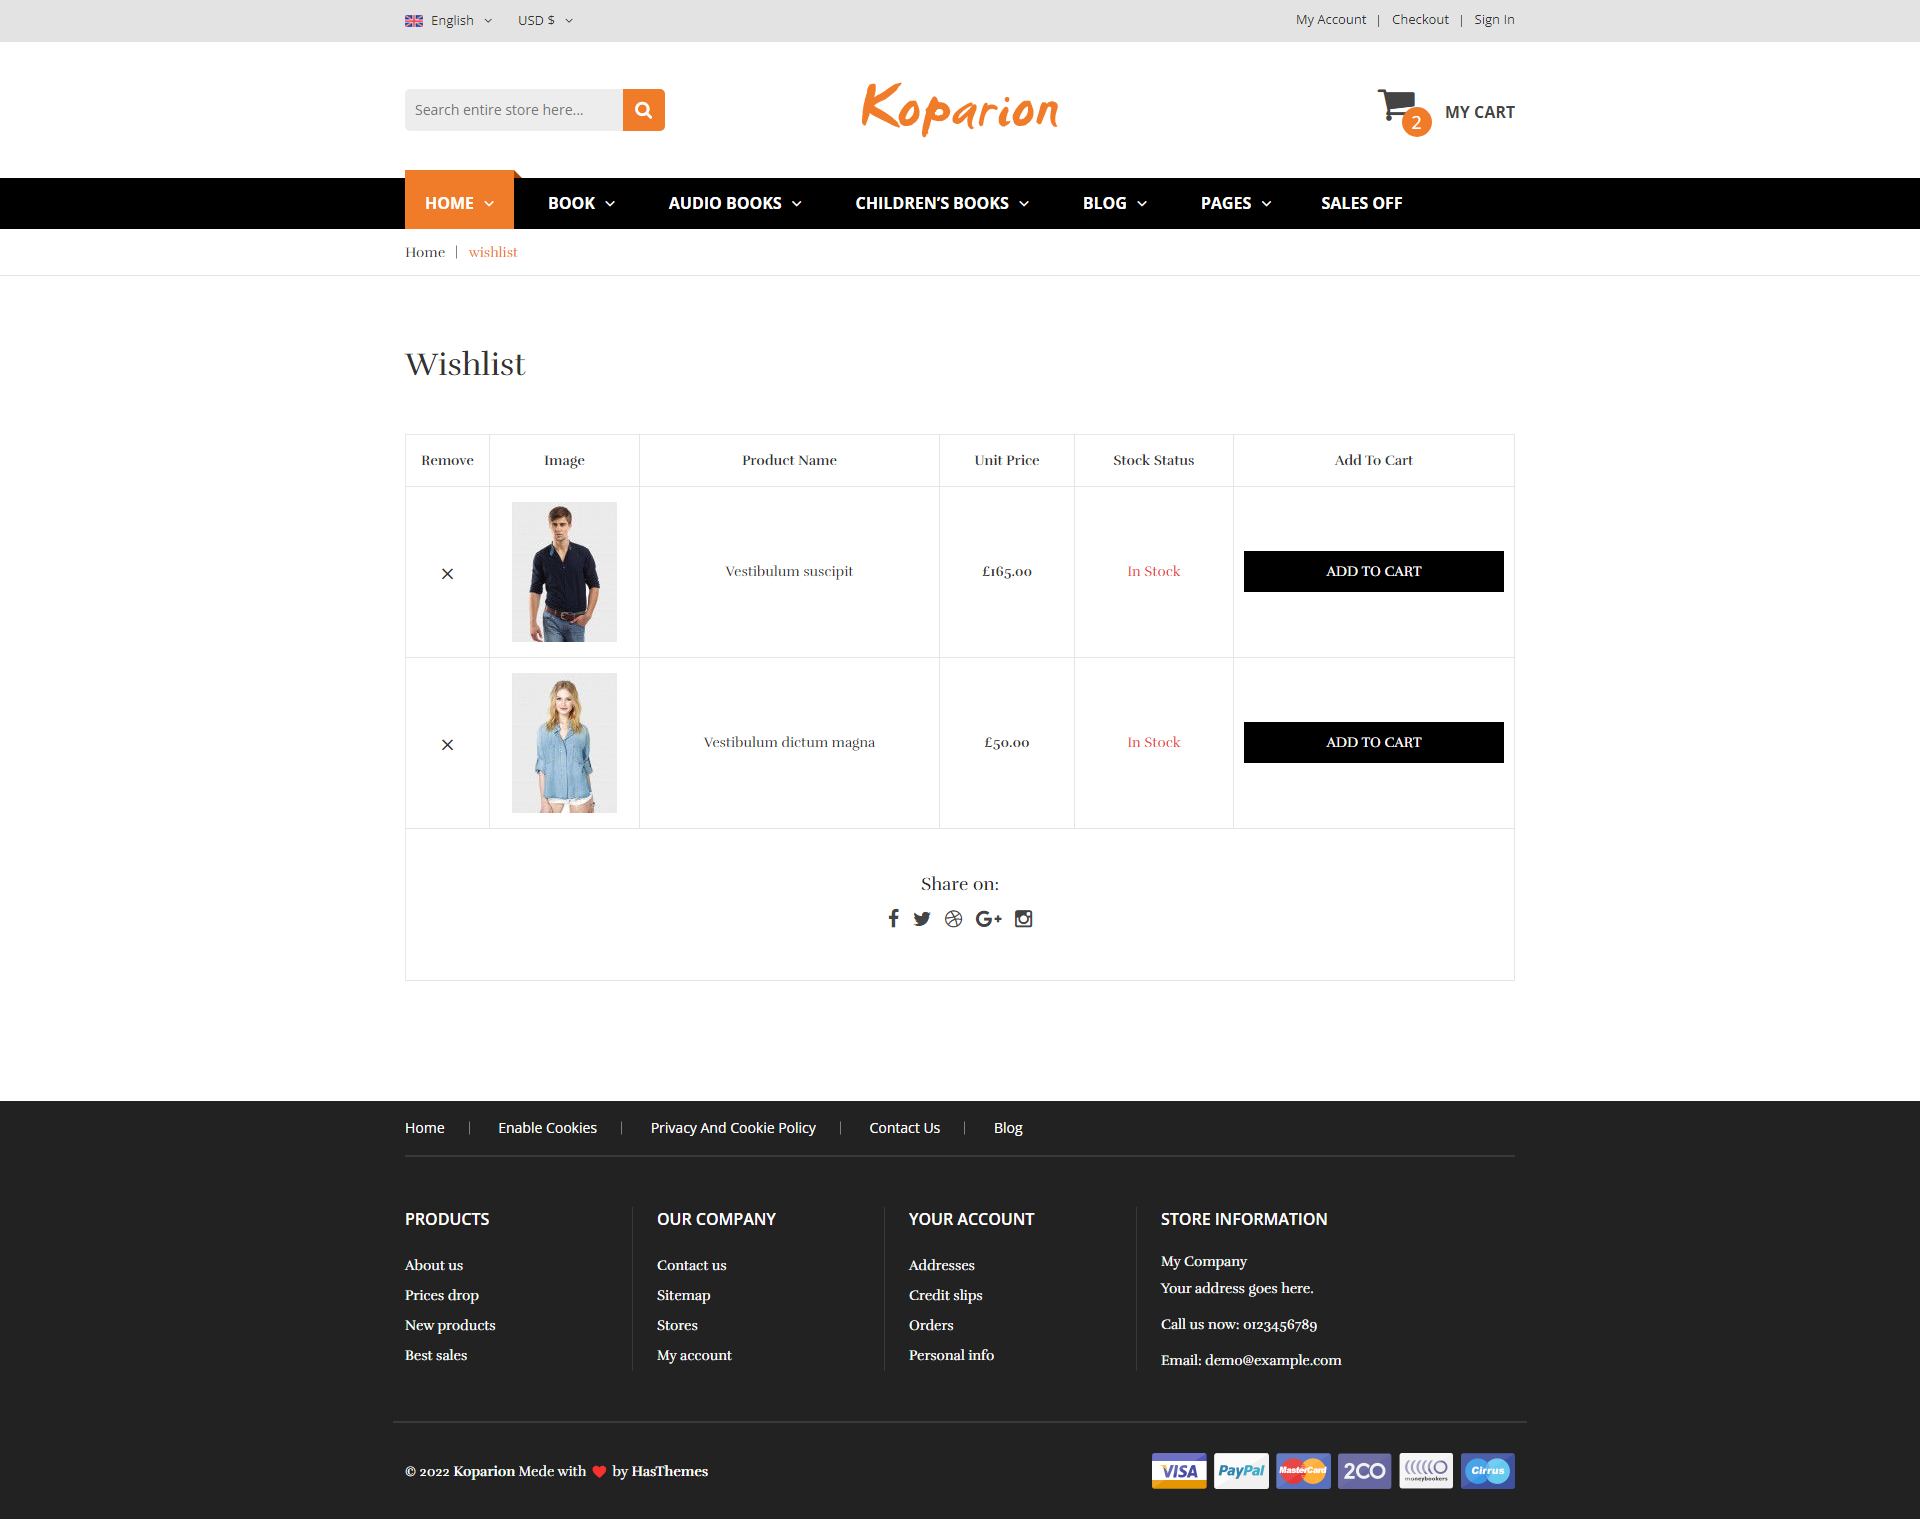 English USD $ My Account | Checkout | Sign In
Search entire store here... Koparion 2 MY CART
HOME BOOK AUDIO BOOKS CHILDREN'S BOOKS BLOG PAGES SALES OFF
Home | wishlist
Wishlist
Remove Image Product Name Unit Price Stock Status Add To Cart
Vestibulum suscipit £165.00 In Stock ADD TO CART
Vestibulum dictum magna £50.00 In Stock ADD TO CART
Share on:
Home | Enable Cookies | Privacy And Cookie Policy | Contact Us | Blog
PRODUCTS
About us
Prices drop
New products
Best sales
OUR COMPANY
Contact us
Sitemap
Stores
My account
YOUR ACCOUNT
Addresses
Credit slips
Orders
Personal info
STORE INFORMATION
My Company
Your address goes here.
Call us now: 0123456789
Email: demo@example.com
© 2022 Koparion Mede with by HasThemes
VISA PayPal MasterCard 2CO moneybookers Cirrus